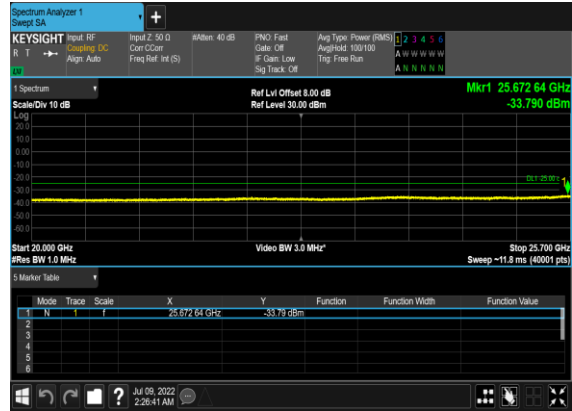 Spectrum Analyzer 1
Swept SA
+
KEYSIGHT Input: RF Input Z: 50 Ω #Atten: 40 dB PNO: Fast Avg Type: Power (RMS) 1 2 3 4 5 6
R T Coupling: DC Corr CCorr Gate: Off Avg|Hold: 100/100 A W W W W W
Align: Auto Freq Ref: Int (S) IF Gain: Low Trig: Free Run
Sig Track: Off A N N N N N
1 Spectrum Ref Lvl Offset 8.00 dB Mkr1 25.672 64 GHz
Scale/Div 10 dB Ref Level 30.00 dBm -33.790 dBm
Log
20.0
10.0
0.00
-10.0
-20.0
-30.0
-40.0
-50.0
-60.0
1
Start 20.000 GHz Video BW 3.0 MHz* Stop 25.700 GHz
#Res BW 1.0 MHz Sweep ~11.8 ms (40001 pts)
5 Marker Table
Mode Trace Scale X Y Function Function Width Function Value
1 N 1 f 25.672 64 GHz -33.79 dBm
2
3
4
5
6
? Jul 09, 2022
2:26:41 AM